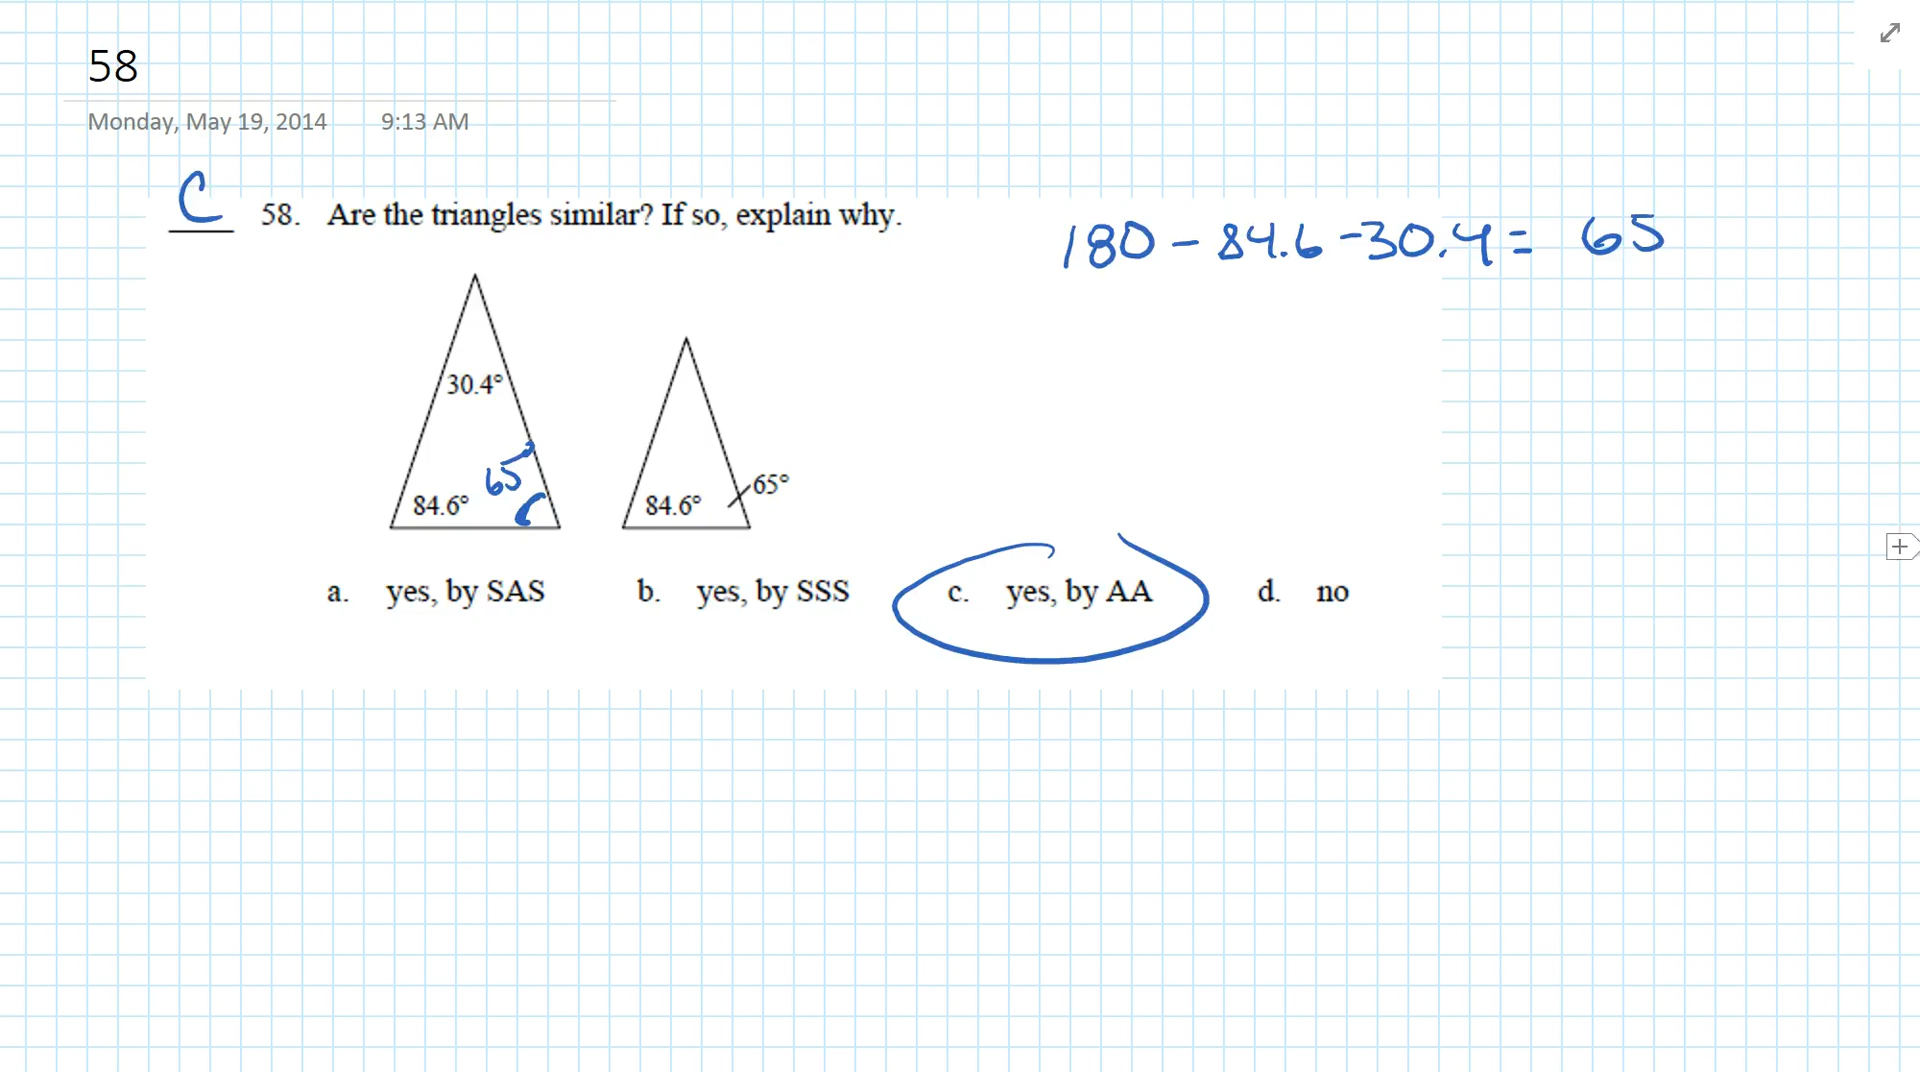 58
Monday, May 19, 2014 9:13 AM
C 58. Are the triangles similar? If so, explain why.
180 - 84.6 - 30.4 = 65
30.4°
65
84.6°
65°
84.6°
a. yes, by SAS b. yes, by SSS c. yes, by AA d. no